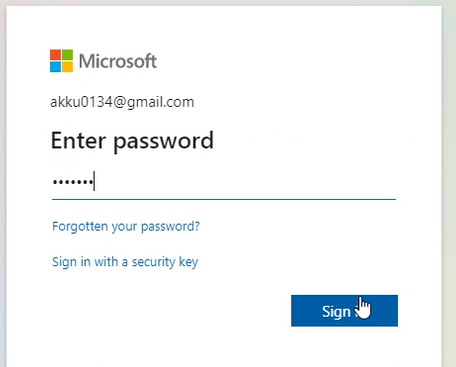 Microsoft
akku0134@gmail.com
Enter password
•••••••
Forgotten your password?
Sign in with a security key
Sign